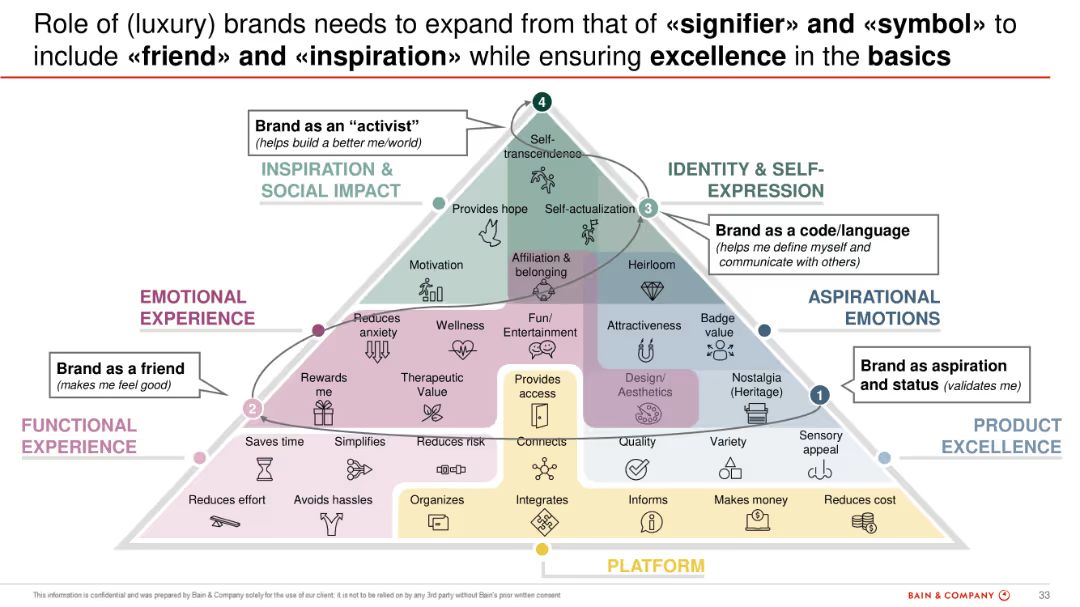 Role of (luxury) brands needs to expand from that of «signifier» and «symbol» to
include «friend» and «inspiration» while ensuring excellence in the basics
4
Brand as an “activist”
(helps build a better me/world)
Self-
transcendence
INSPIRATION &
SOCIAL IMPACT
IDENTITY & SELF-
EXPRESSION
Provides hope
Self-actualization
3
Brand as a code/language
(helps me define myself and
communicate with others)
Motivation
Affiliation &
belonging
Heirloom
EMOTIONAL
EXPERIENCE
ASPIRATIONAL
EMOTIONS
Reduces
anxiety
Wellness
Fun/
Entertainment
Attractiveness
Badge
value
Brand as a friend
(makes me feel good)
Brand as aspiration
and status (validates me)
Rewards
me
Therapeutic
Value
Provides
access
Design/
Aesthetics
Nostalgia
(Heritage)
1
2
FUNCTIONAL
EXPERIENCE
PRODUCT
EXCELLENCE
Saves time
Simplifies
Reduces risk
Connects
Quality
Variety
Sensory
appeal
Reduces effort
Avoids hassles
Organizes
Integrates
Informs
Makes money
Reduces cost
PLATFORM
This information is confidential and was prepared by Bain & Company solely for the use of our client; it is not to be relied on by any 3rd party without Bain's prior written consent
BAIN & COMPANY
33